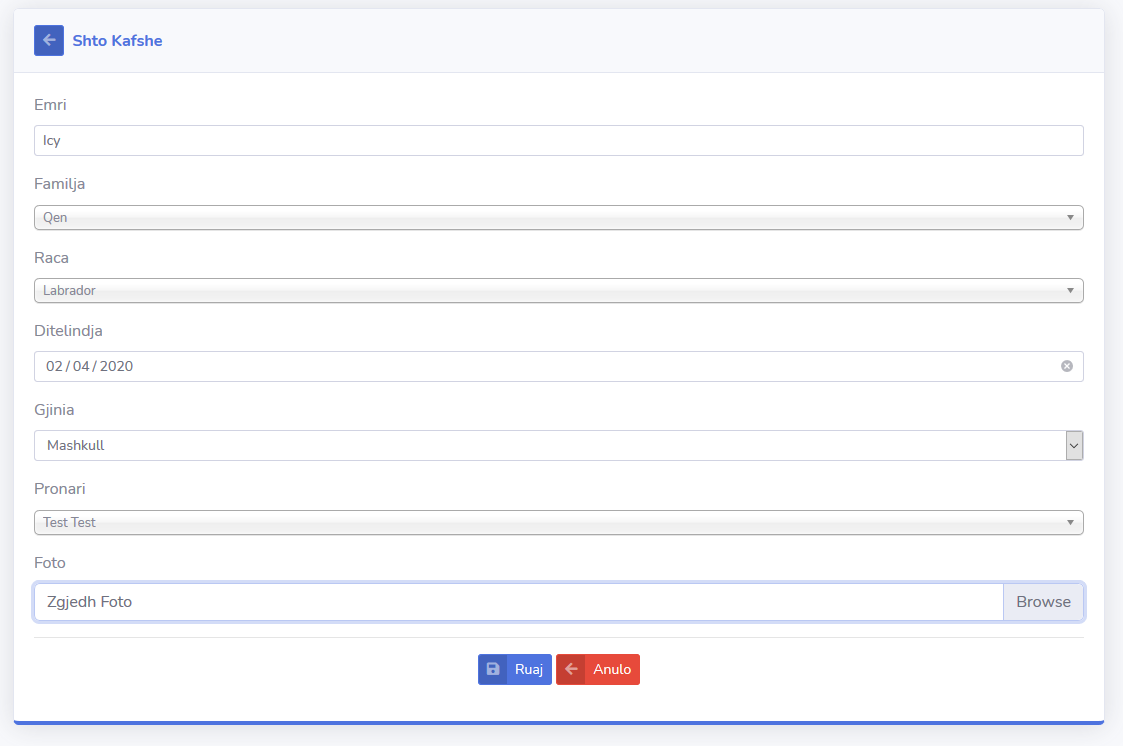 Shto Kafshe
Emri
Icy
Familja
Qen
Raca
Labrador
Ditelindja
02 / 04 / 2020
Gjinia
Mashkull
Pronari
Test Test
Foto
Zgjedh Foto Browse
Ruaj Anulo